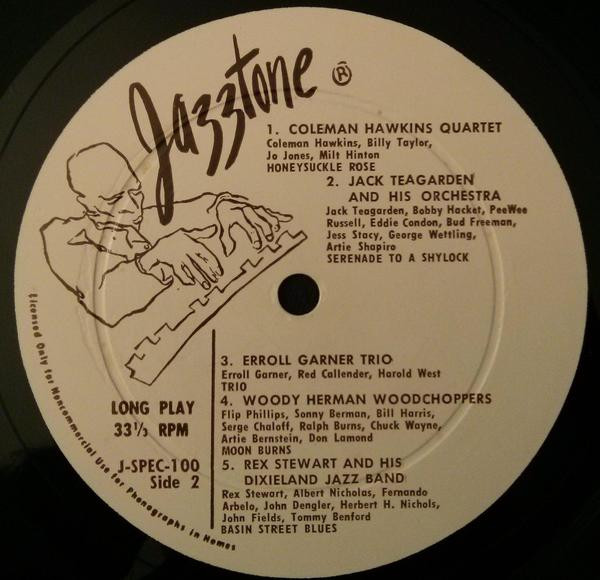 Jazztone ®
1. COLEMAN HAWKINS QUARTET
Coleman Hawkins, Billy Taylor,
Jo Jones, Milt Hinton
HONEYSUCKLE ROSE
2. JACK TEAGARDEN
AND HIS ORCHESTRA
Jack Teagarden, Bobby Hacket, PeeWee
Russell, Eddie Condon, Bud Freeman,
Jess Stacy, George Wettling,
Artie Shapiro
SERENADE TO A SHYLOCK
3. ERROLL GARNER TRIO
Erroll Garner, Red Callender, Harold West
TRIO
4. WOODY HERMAN WOODCHOPPERS
Flip Phillips, Sonny Berman, Bill Harris,
Serge Chaloff, Ralph Burns, Chuck Wayne,
Artie Bernstein, Don Lamond
MOON BURNS
5. REX STEWART AND HIS
DIXIELAND JAZZ BAND
Rex Stewart, Albert Nicholas, Fernando
Arbelo, John Dengler, Herbert H. Nichols,
John Fields, Tommy Benford
BASIN STREET BLUES
LONG PLAY
33⅓ RPM
J-SPEC-100
Side 2
Licensed Only for Noncommercial Use for Phonographs in Homes